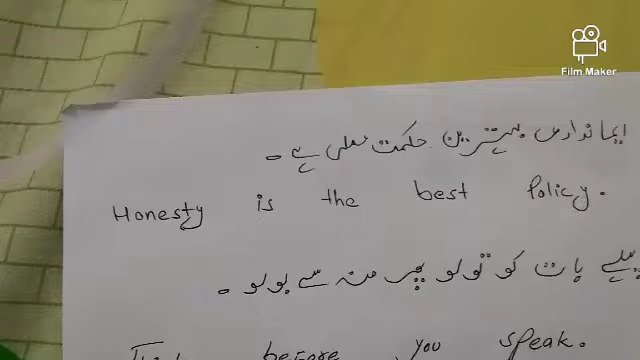 Film Maker
ایمانداری بہترین حکمت عملی ہے۔
Honesty is the best Policy.
پہلے بات کو تولو پھر منہ سے بولو۔
Think before you speak.